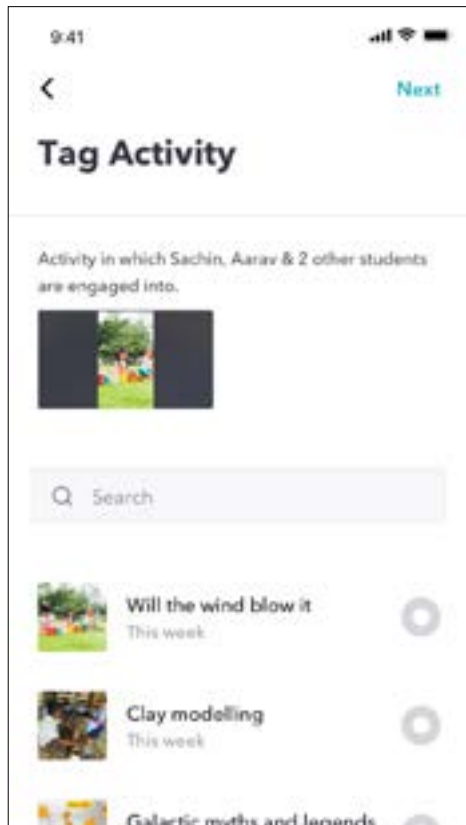 9:41
Next
Tag Activity
Activity in which Sachin, Aarav & 2 other students
are engaged into.
Search
Will the wind blow it
This week
Clay modelling
This week
Galactic myths and legends